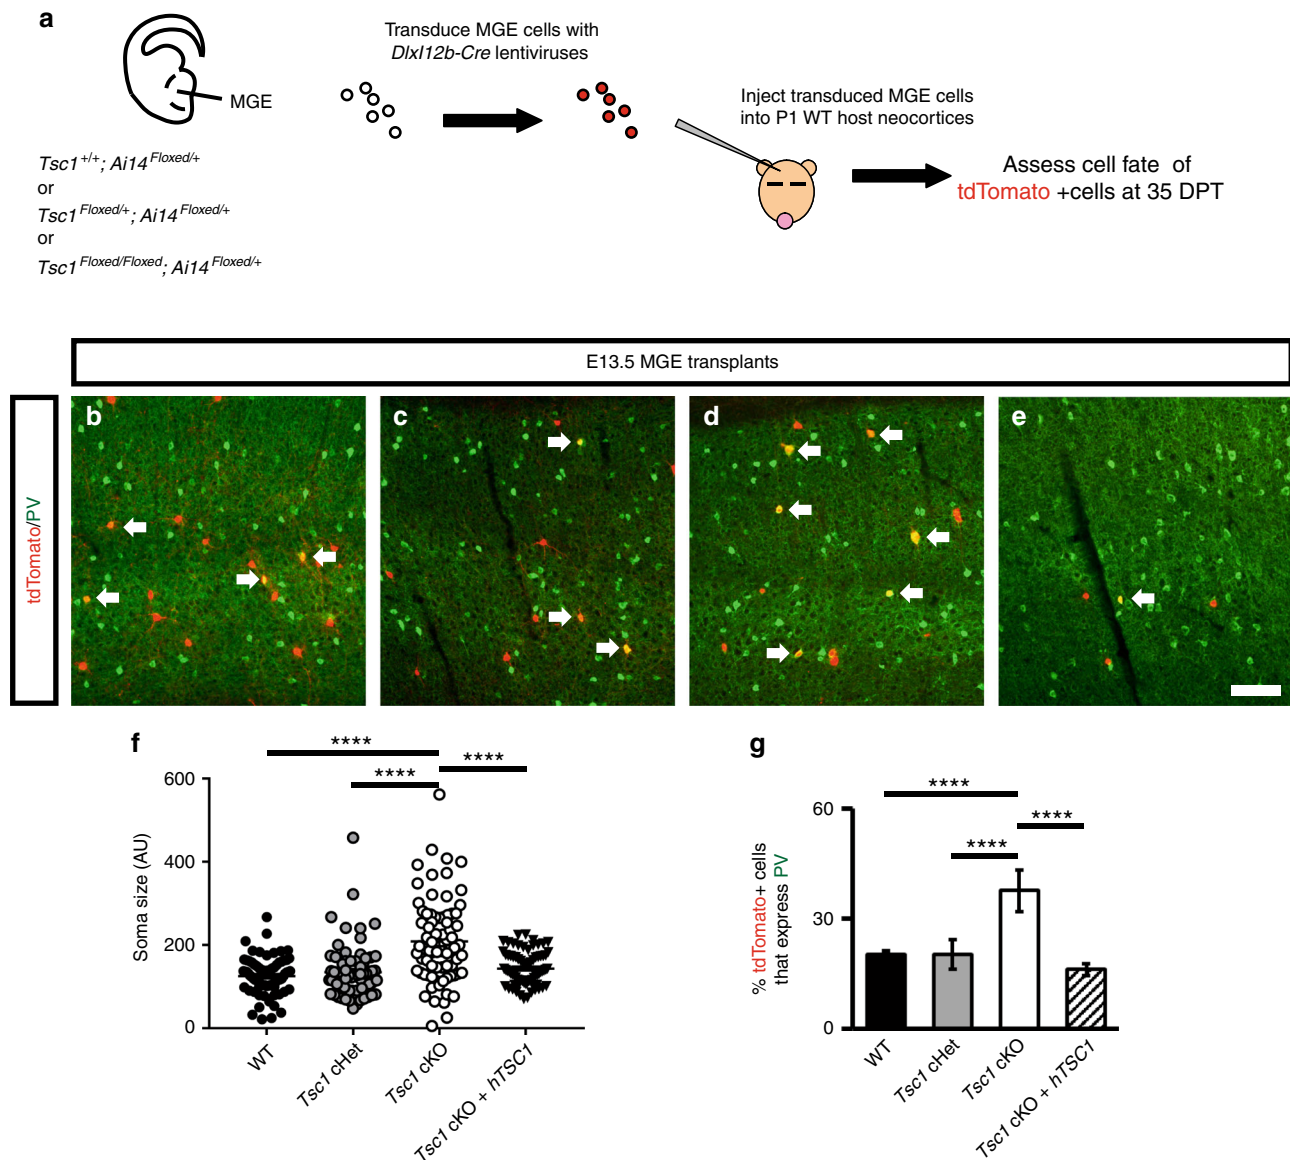 a
Transduce MGE cells with
DlxI12b-Cre lentiviruses
MGE
Inject transduced MGE cells
into P1 WT host neocortices
Assess cell fate of
tdTomato +cells at 35 DPT
Tsc1+/+; Ai14Floxed/+
or
Tsc1Floxed/+; Ai14Floxed/+
or
Tsc1Floxed/Floxed; Ai14Floxed/+
E13.5 MGE transplants
tdTomato/PV
b
c
d
e
f
****
****
****
Soma size (AU)
600
400
200
0
WT
Tsc1 cHet
Tsc1 cKO
Tsc1 cKO + hTSC1
g
****
****
****
% tdTomato+ cells
that express PV
60
30
0
WT
Tsc1 cHet
Tsc1 cKO
Tsc1 cKO + hTSC1